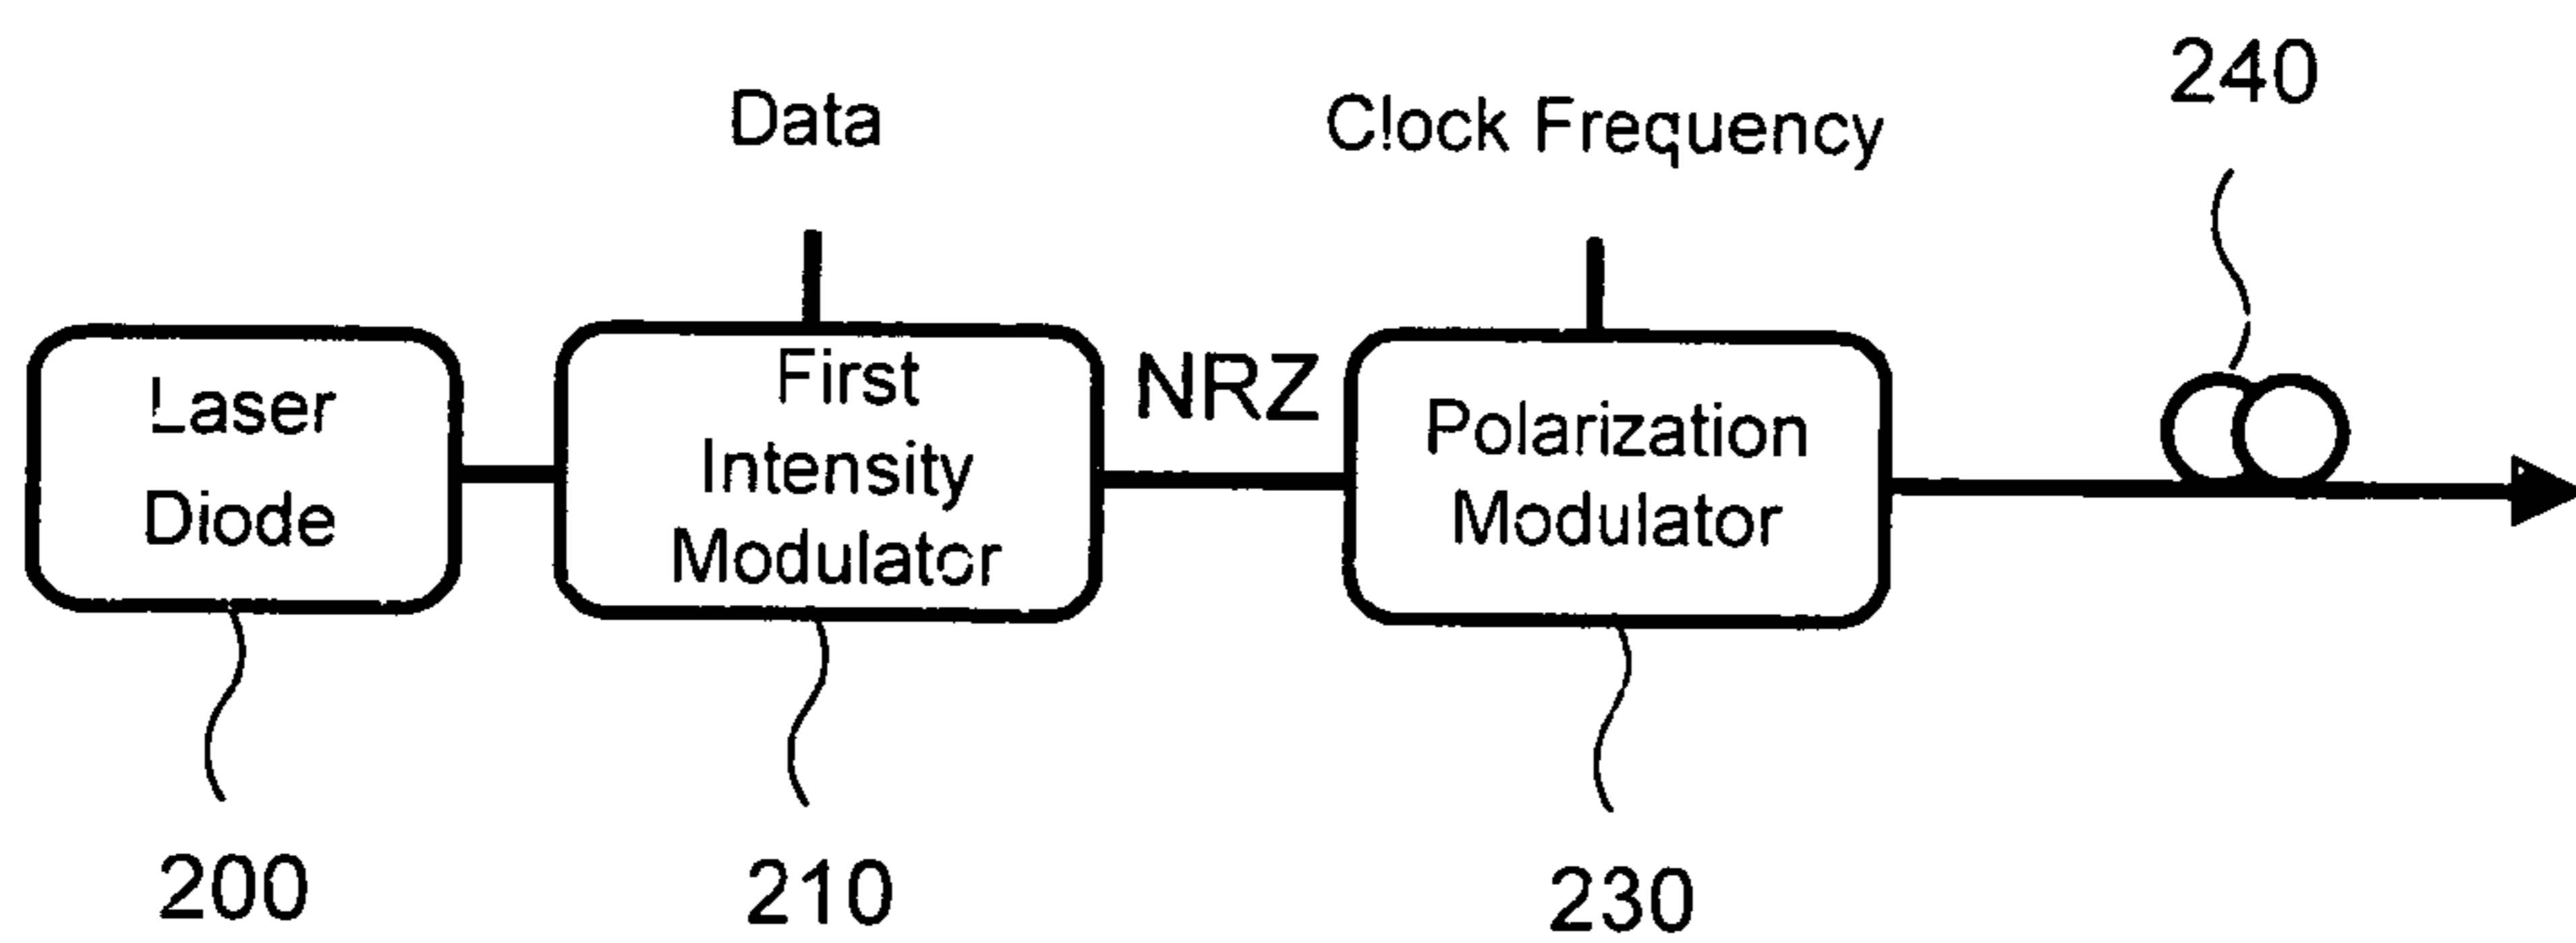 240
Data
Clock Frequency
Laser
Diode
First
Intensity
Modulator
NRZ
Polarization
Modulator
200
210
230